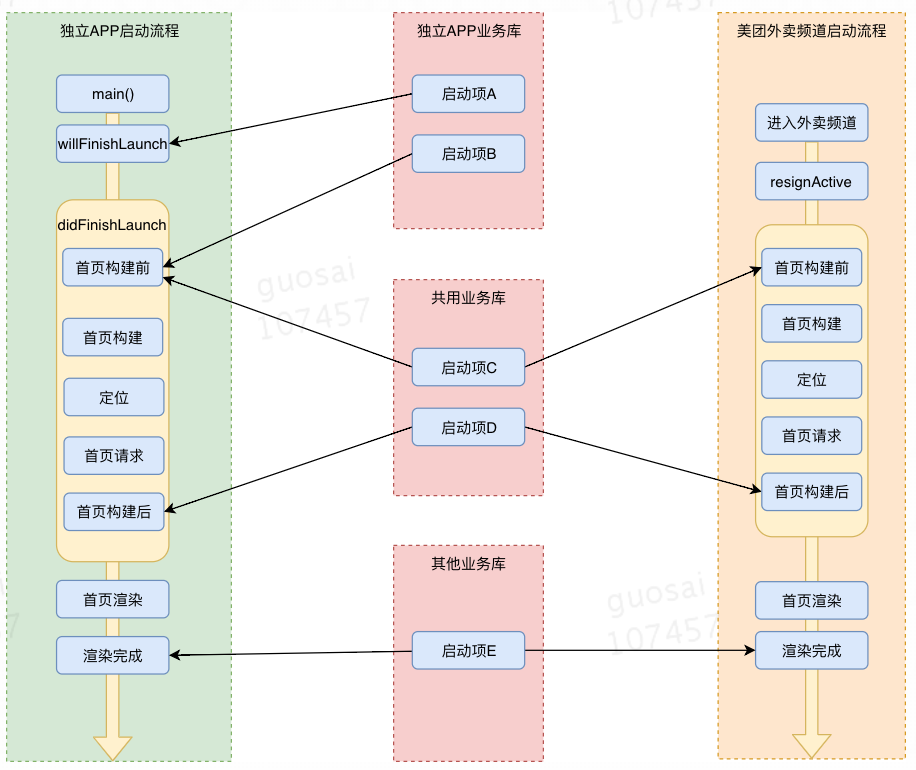 独立APP启动流程
main()
willFinishLaunch
didFinishLaunch
首页构建前
首页构建
定位
首页请求
首页构建后
首页渲染
渲染完成
独立APP业务库
启动项A
启动项B
共用业务库
启动项C
启动项D
其他业务库
启动项E
美团外卖频道启动流程
进入外卖频道
resignActive
首页构建前
首页构建
定位
首页请求
首页构建后
首页渲染
渲染完成
guosai
107457
guosai
107457
107457